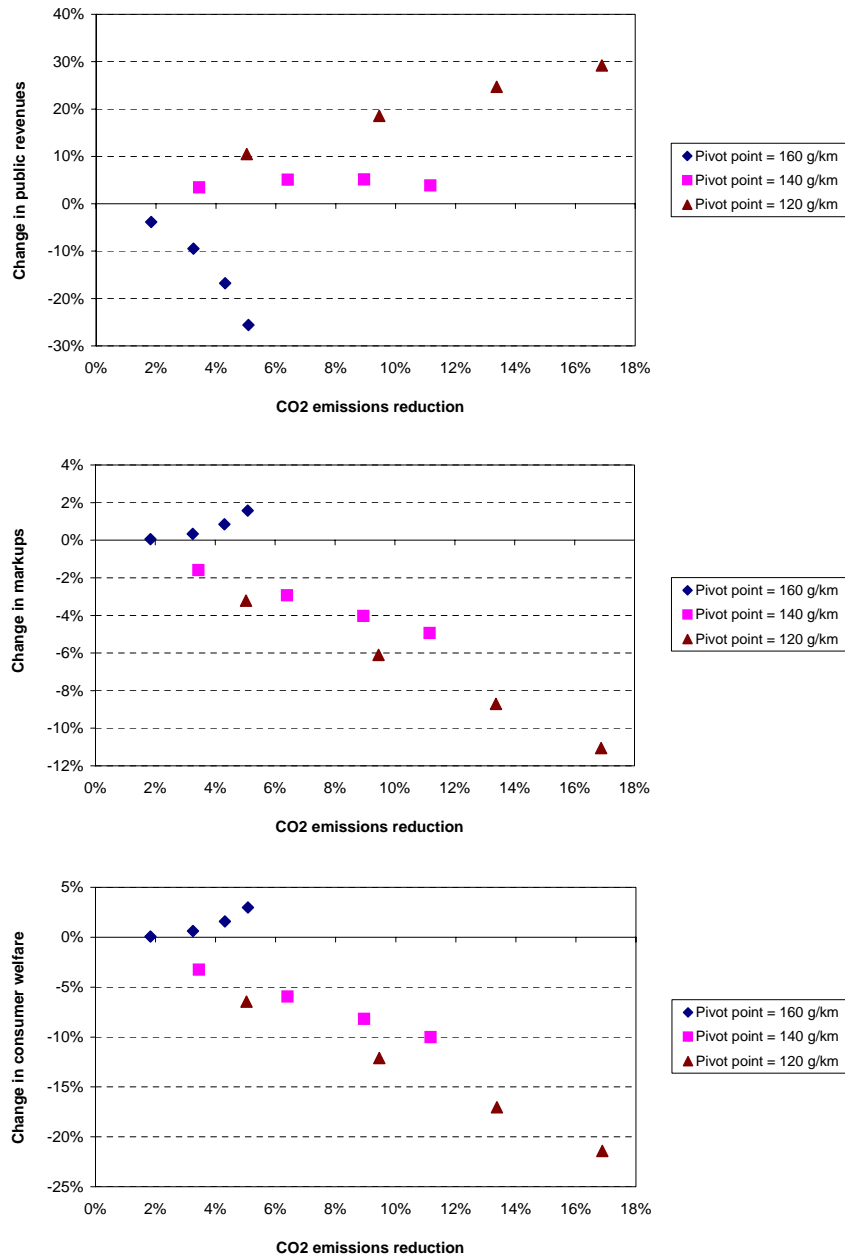 40%
30%
20%
10%
0%
-10%
-20%
-30%
Change in public revenues
0% 2% 4% 6% 8% 10% 12% 14% 16% 18%
CO2 emissions reduction
Pivot point = 160 g/km
Pivot point = 140 g/km
Pivot point = 120 g/km
4%
2%
0%
-2%
-4%
-6%
-8%
-10%
-12%
Change in markups
0% 2% 4% 6% 8% 10% 12% 14% 16% 18%
CO2 emissions reduction
Pivot point = 160 g/km
Pivot point = 140 g/km
Pivot point = 120 g/km
5%
0%
-5%
-10%
-15%
-20%
-25%
Change in consumer welfare
0% 2% 4% 6% 8% 10% 12% 14% 16% 18%
CO2 emissions reduction
Pivot point = 160 g/km
Pivot point = 140 g/km
Pivot point = 120 g/km